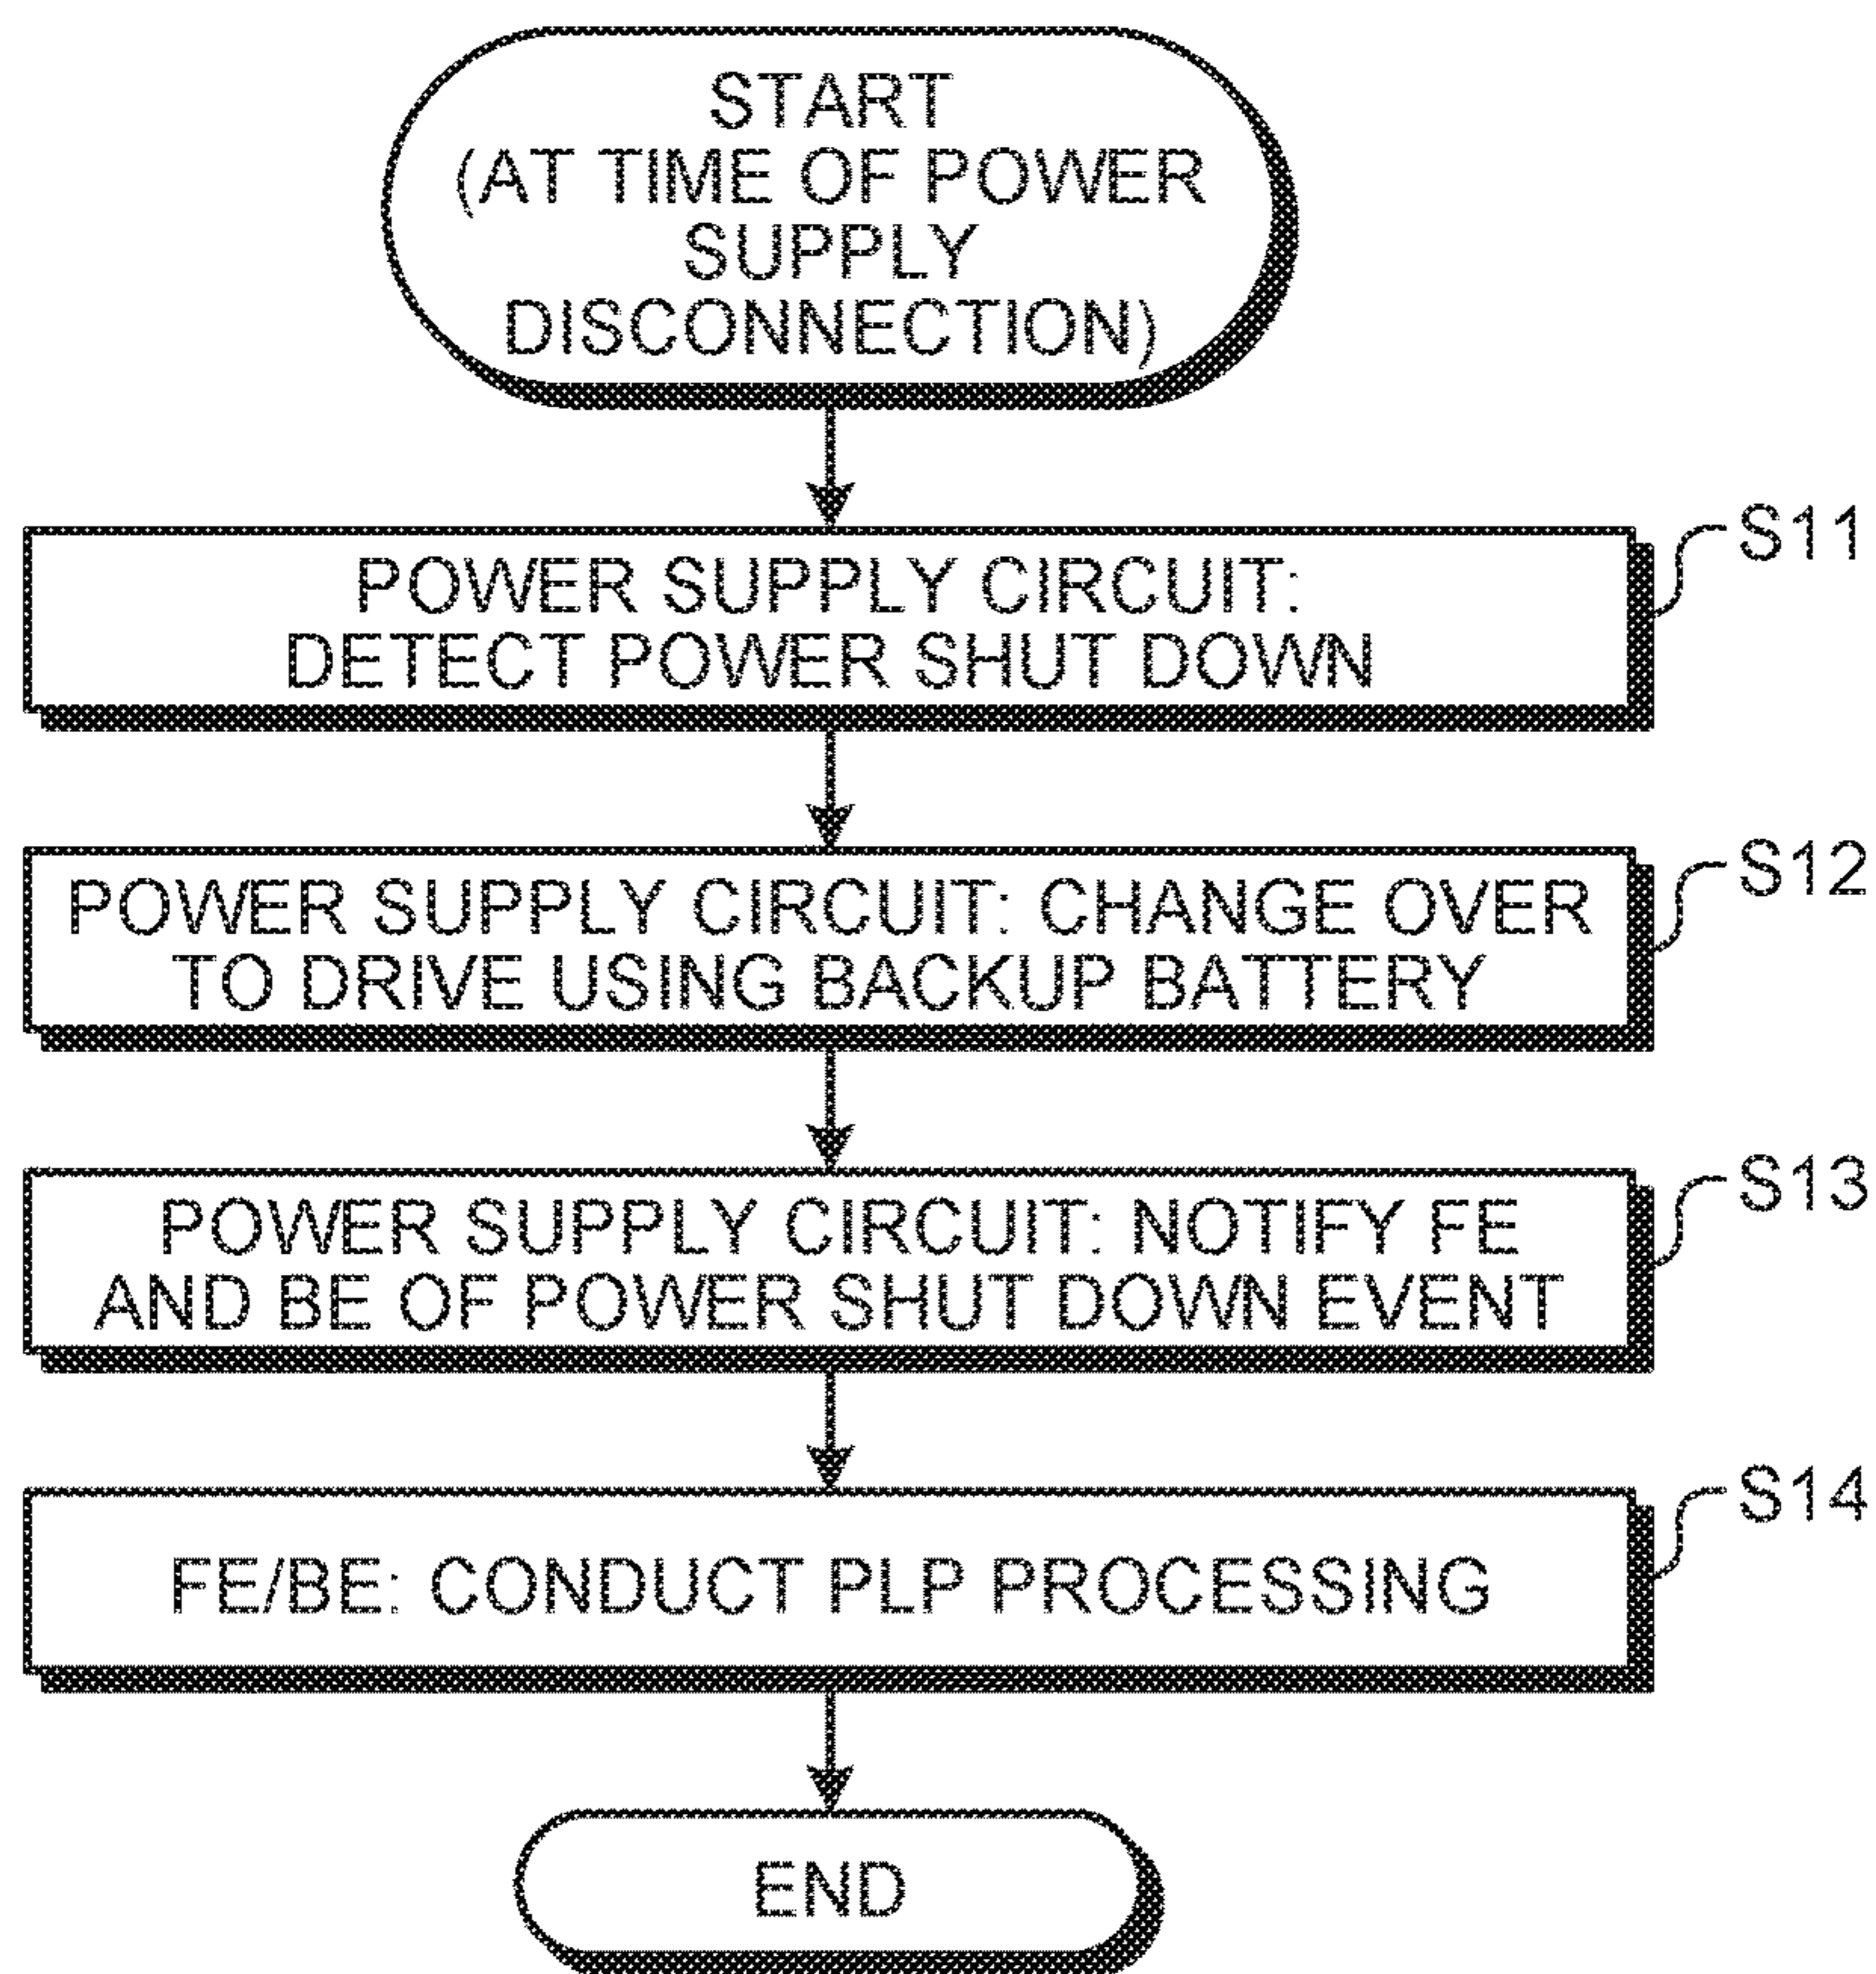 START
(AT TIME OF POWER
SUPPLY
DISCONNECTION)
S11
POWER SUPPLY CIRCUIT:
DETECT POWER SHUT DOWN
S12
POWER SUPPLY CIRCUIT: CHANGE OVER
TO DRIVE USING BACKUP BATTERY
S13
POWER SUPPLY CIRCUIT: NOTIFY FE
AND BE OF POWER SHUT DOWN EVENT
S14
FE/BE: CONDUCT PLP PROCESSING
END